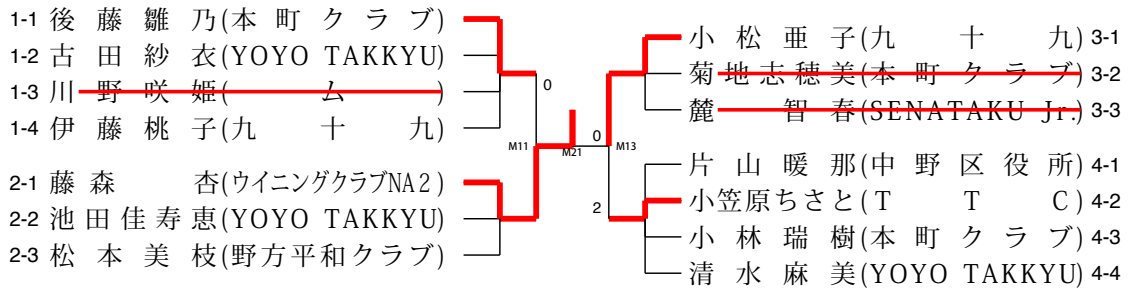 1-1 後藤雛乃(本町クラブ)
1-2 古田紗衣(YOYO TAKKYU)
1-3 川野咲姫(ム)
1-4 伊藤桃子(九十九)
2-1 藤森杏(ウイニングクラブNA2)
2-2 池田佳寿恵(YOYO TAKKYU)
2-3 松本美枝(野方平和クラブ)
0
M11
M21
0
M13
2
小松亜子(九十九) 3-1
菊地志穂美(本町クラブ) 3-2
麓智春(SENATAKU Jr.) 3-3
片山暖那(中野区役所) 4-1
小笠原ちさと(TTC) 4-2
小林瑞樹(本町クラブ) 4-3
清水麻美(YOYO TAKKYU) 4-4